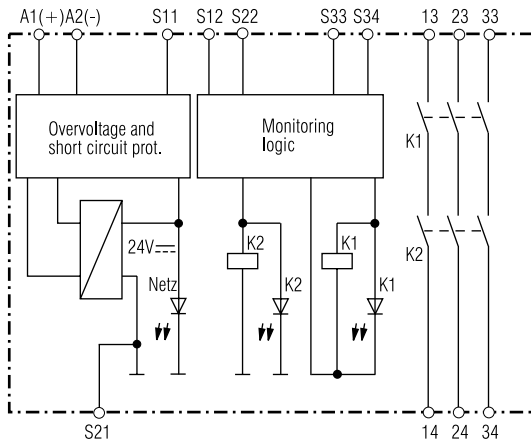 A1(+) A2(-) S11 S12 S22 S33 S34 13 23 33
Overvoltage and
short circuit prot.
Monitoring
logic
K1
24V
K2 K1
K2
Netz K2 K1
S21 14 24 34